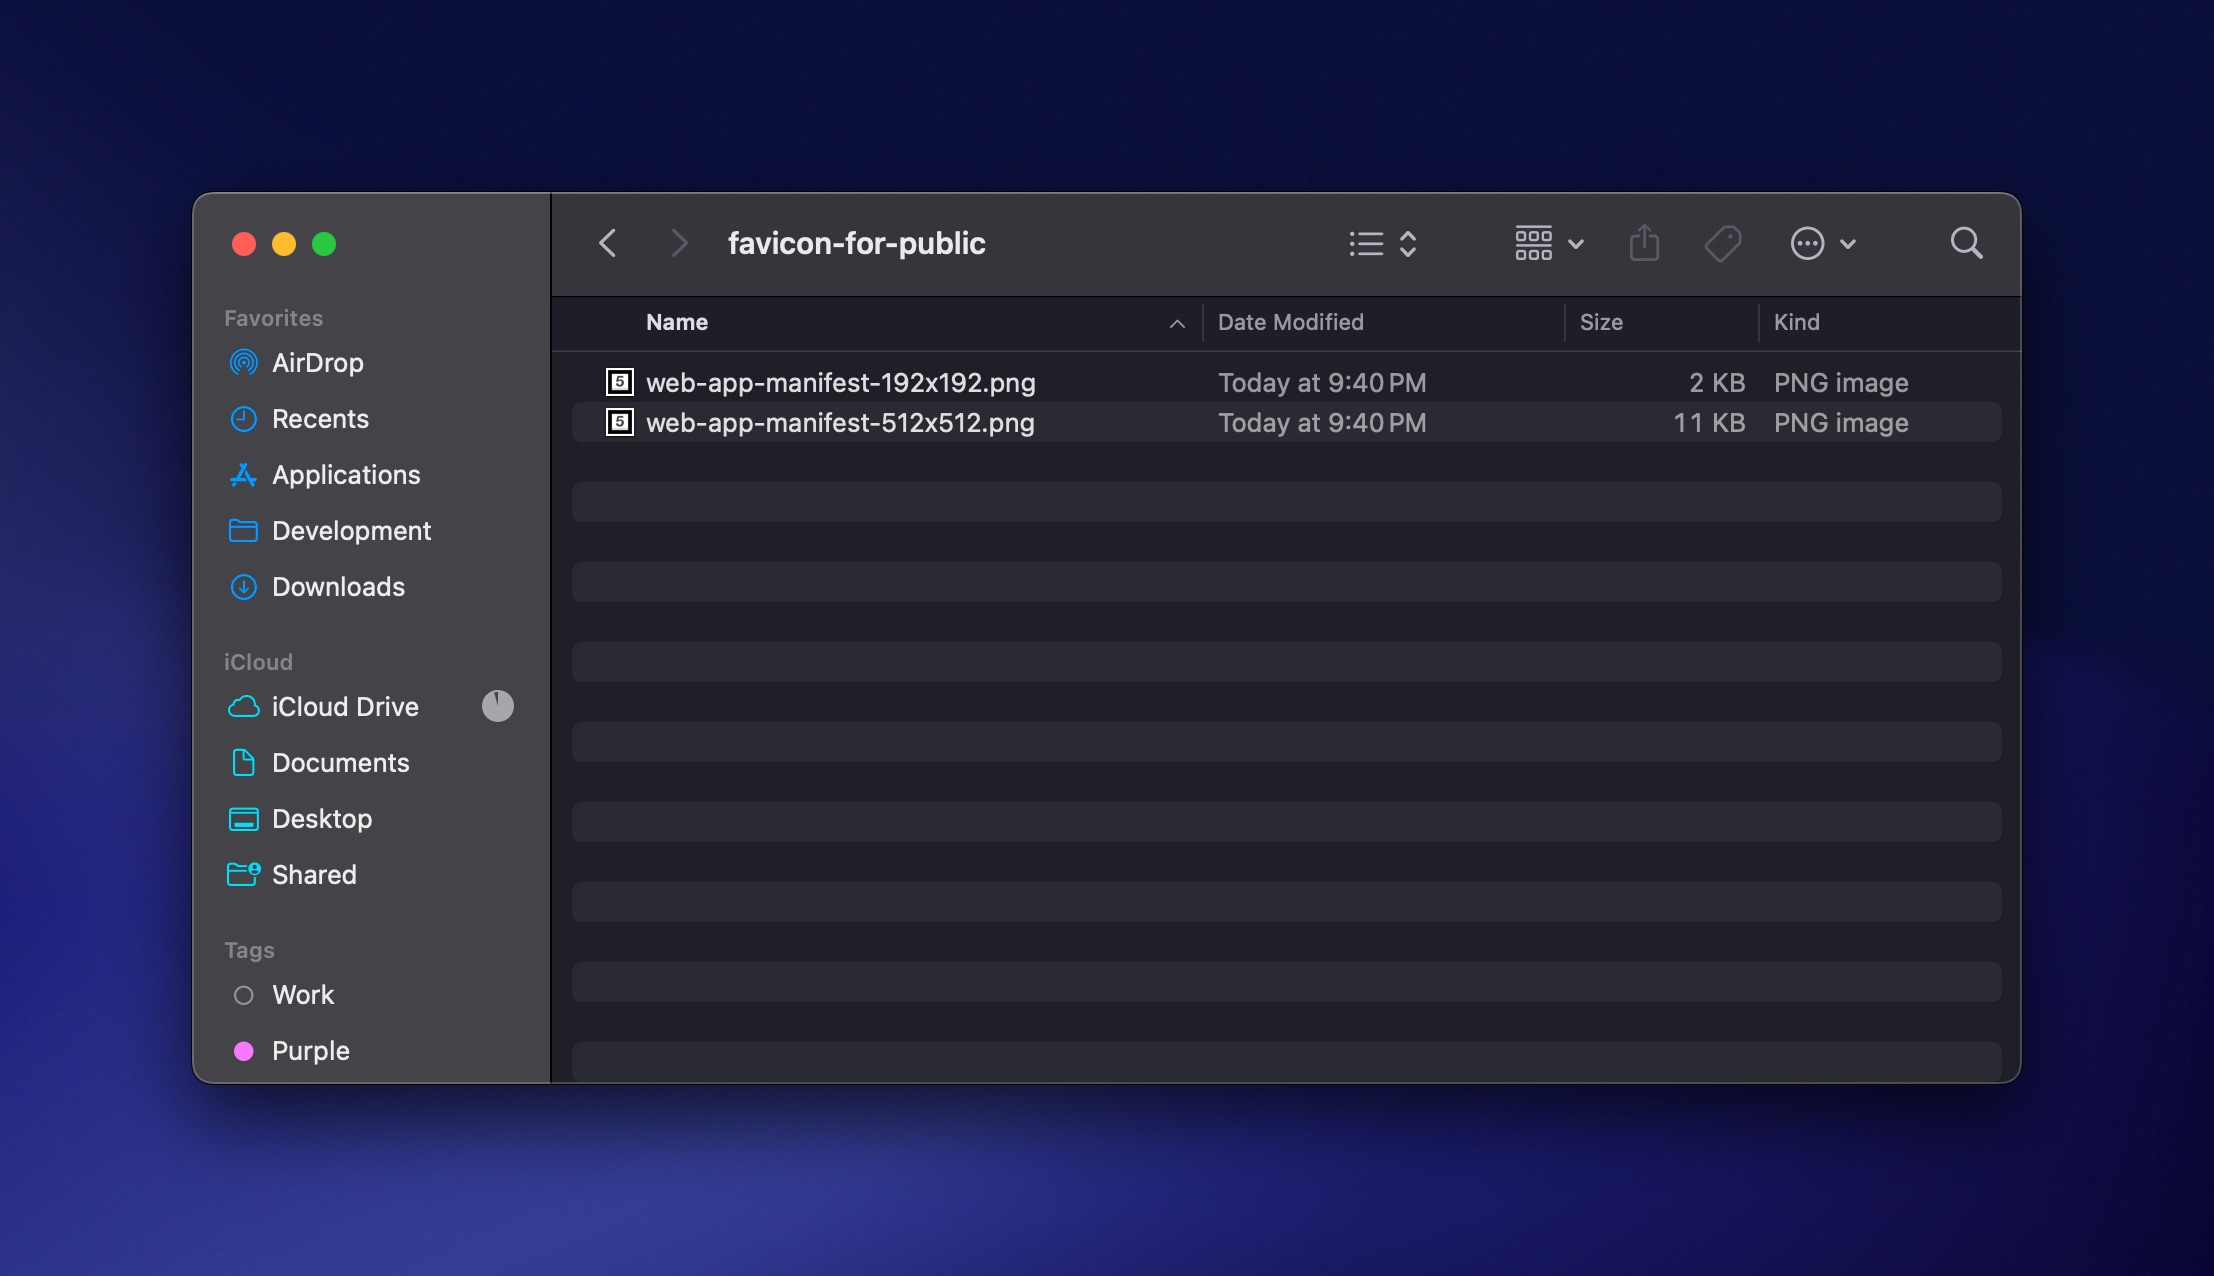 favicon-for-public
Favorites
AirDrop
Recents
Applications
Development
Downloads
iCloud
iCloud Drive
Documents
Desktop
Shared
Tags
Work
Purple
Name Date Modified Size Kind
5 web-app-manifest-192x192.png Today at 9:40 PM 2 KB PNG image
5 web-app-manifest-512x512.png Today at 9:40 PM 11 KB PNG image